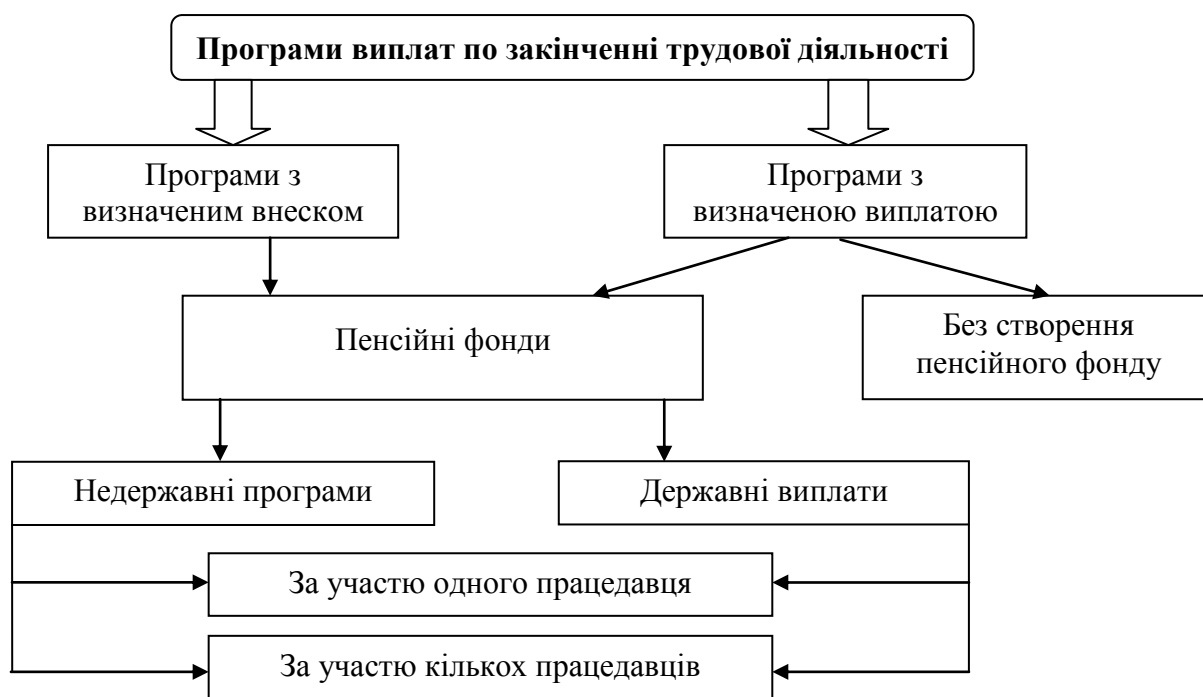 Програми виплат по закінченні трудової діяльності
Програми з
визначеним внеском
Програми з
визначеною виплатою
Пенсійні фонди
Без створення
пенсійного фонду
Недержавні програми
Державні виплати
За участю одного працедавця
За участю кількох працедавців